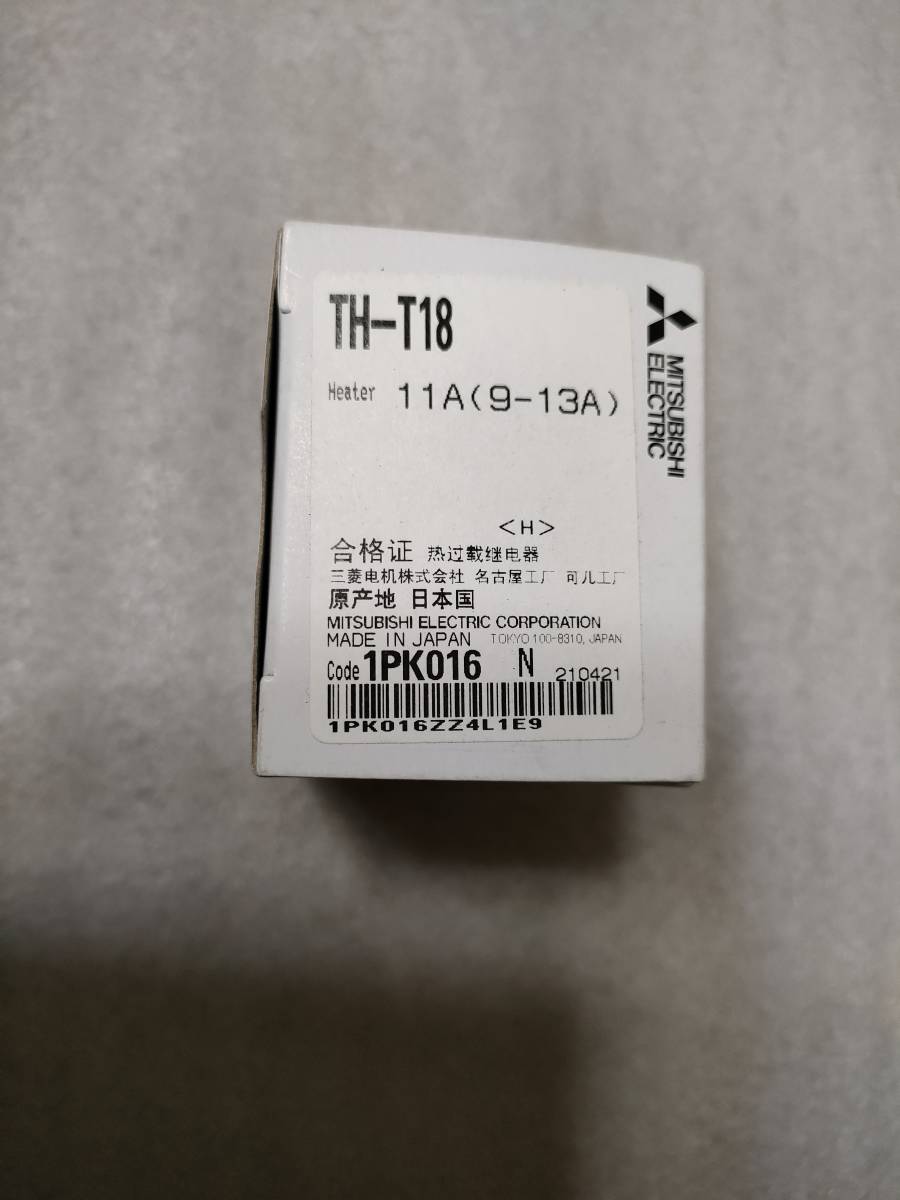 TH-T18
Heater 11A(9-13A)
<H>
合格证 热过载继电器
三菱电机株式会社 名古屋工厂 可儿工厂
原产地 日本国
MITSUBISHI ELECTRIC CORPORATION
MADE IN JAPAN TOKYO 100-8310, JAPAN
Code 1PK016 N 210421
1PK016ZZ4L1E9
MITSUBISHI
ELECTRIC